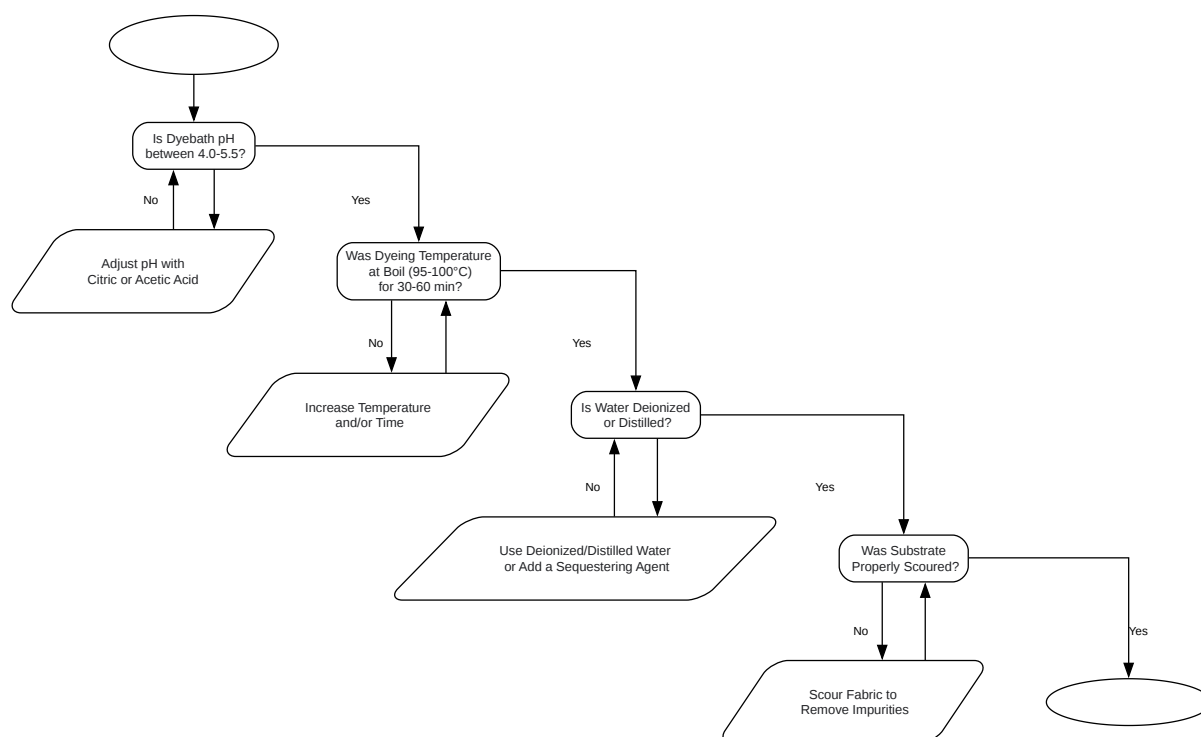 Is Dyebath pH
between 4.0-5.5?
No
Yes
Adjust pH with
Citric or Acetic Acid
Was Dyeing Temperature
at Boil (95-100°C)
for 30-60 min?
No
Yes
Increase Temperature
and/or Time
Is Water Deionized
or Distilled?
No
Yes
Use Deionized/Distilled Water
or Add a Sequestering Agent
Was Substrate
Properly Scoured?
No
Yes
Scour Fabric to
Remove Impurities